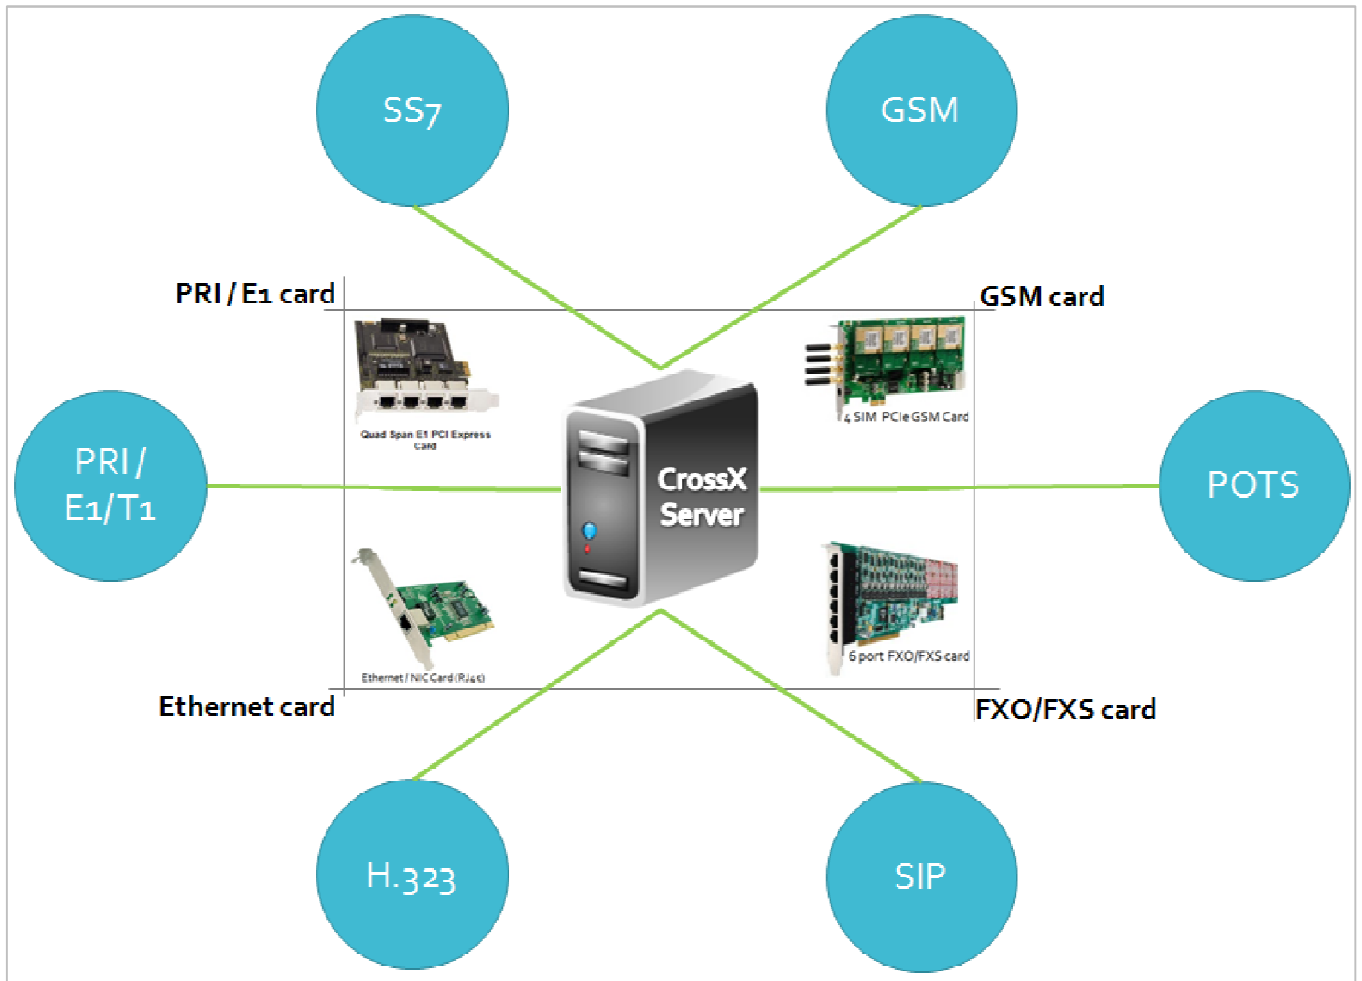 SS7
GSM
PRI / E1 card
GSM card
Quad Span E1 PCI Express
Card
4 SIM PCIe GSM Card
PRI /
E1/T1
CrossX
Server
POTS
Ethernet / NIC Card (RJ45)
6 port FXO/FXS card
Ethernet card
FXO/FXS card
H.323
SIP